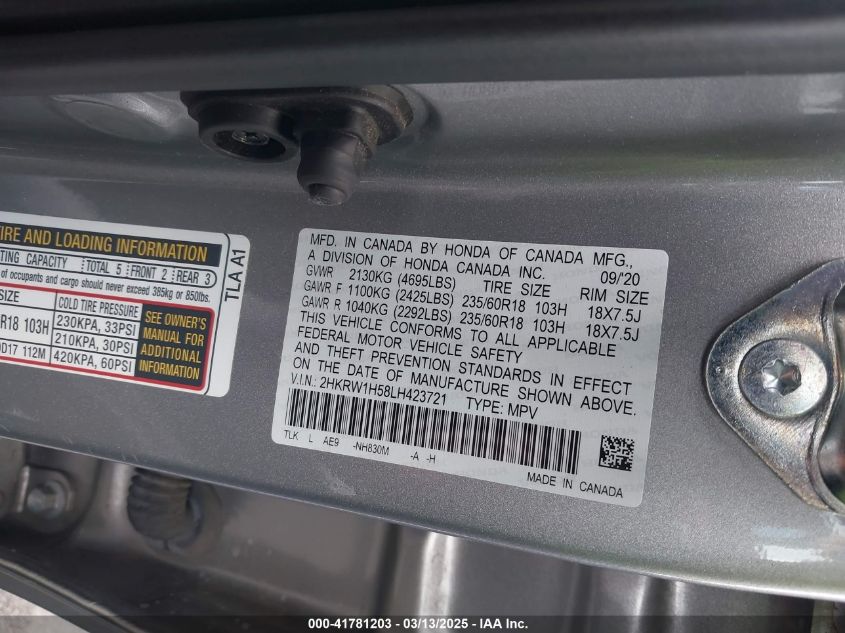 TIRE AND LOADING INFORMATION
TING CAPACITY TOTAL 5 FRONT 2 REAR 3
of occupants and cargo should never exceed 385kg or 850lbs.
SIZE COLD TIRE PRESSURE
R18 103H 230KPA, 33PSI
210KPA, 30PSI
D17 112M 420KPA, 60PSI
SEE OWNER'S
MANUAL FOR
ADDITIONAL
INFORMATION
TLA A1
MFD. IN CANADA BY HONDA OF CANADA MFG.,
A DIVISION OF HONDA CANADA INC. 09/'20
GVWR 2130KG (4695LBS) TIRE SIZE RIM SIZE
GAWR F 1100KG (2425LBS) 235/60R18 103H 18X7.5J
GAWR R 1040KG (2292LBS) 235/60R18 103H 18X7.5J
THIS VEHICLE CONFORMS TO ALL APPLICABLE
FEDERAL MOTOR VEHICLE SAFETY
AND THEFT PREVENTION STANDARDS IN EFFECT
ON THE DATE OF MANUFACTURE SHOWN ABOVE.
V.I.N.: 2HKRW1H58LH423721 TYPE: MPV
TLK L AE9 -NH830M -A -H
MADE IN CANADA
000-41781203 / 03/13/2025 - IAA Inc.